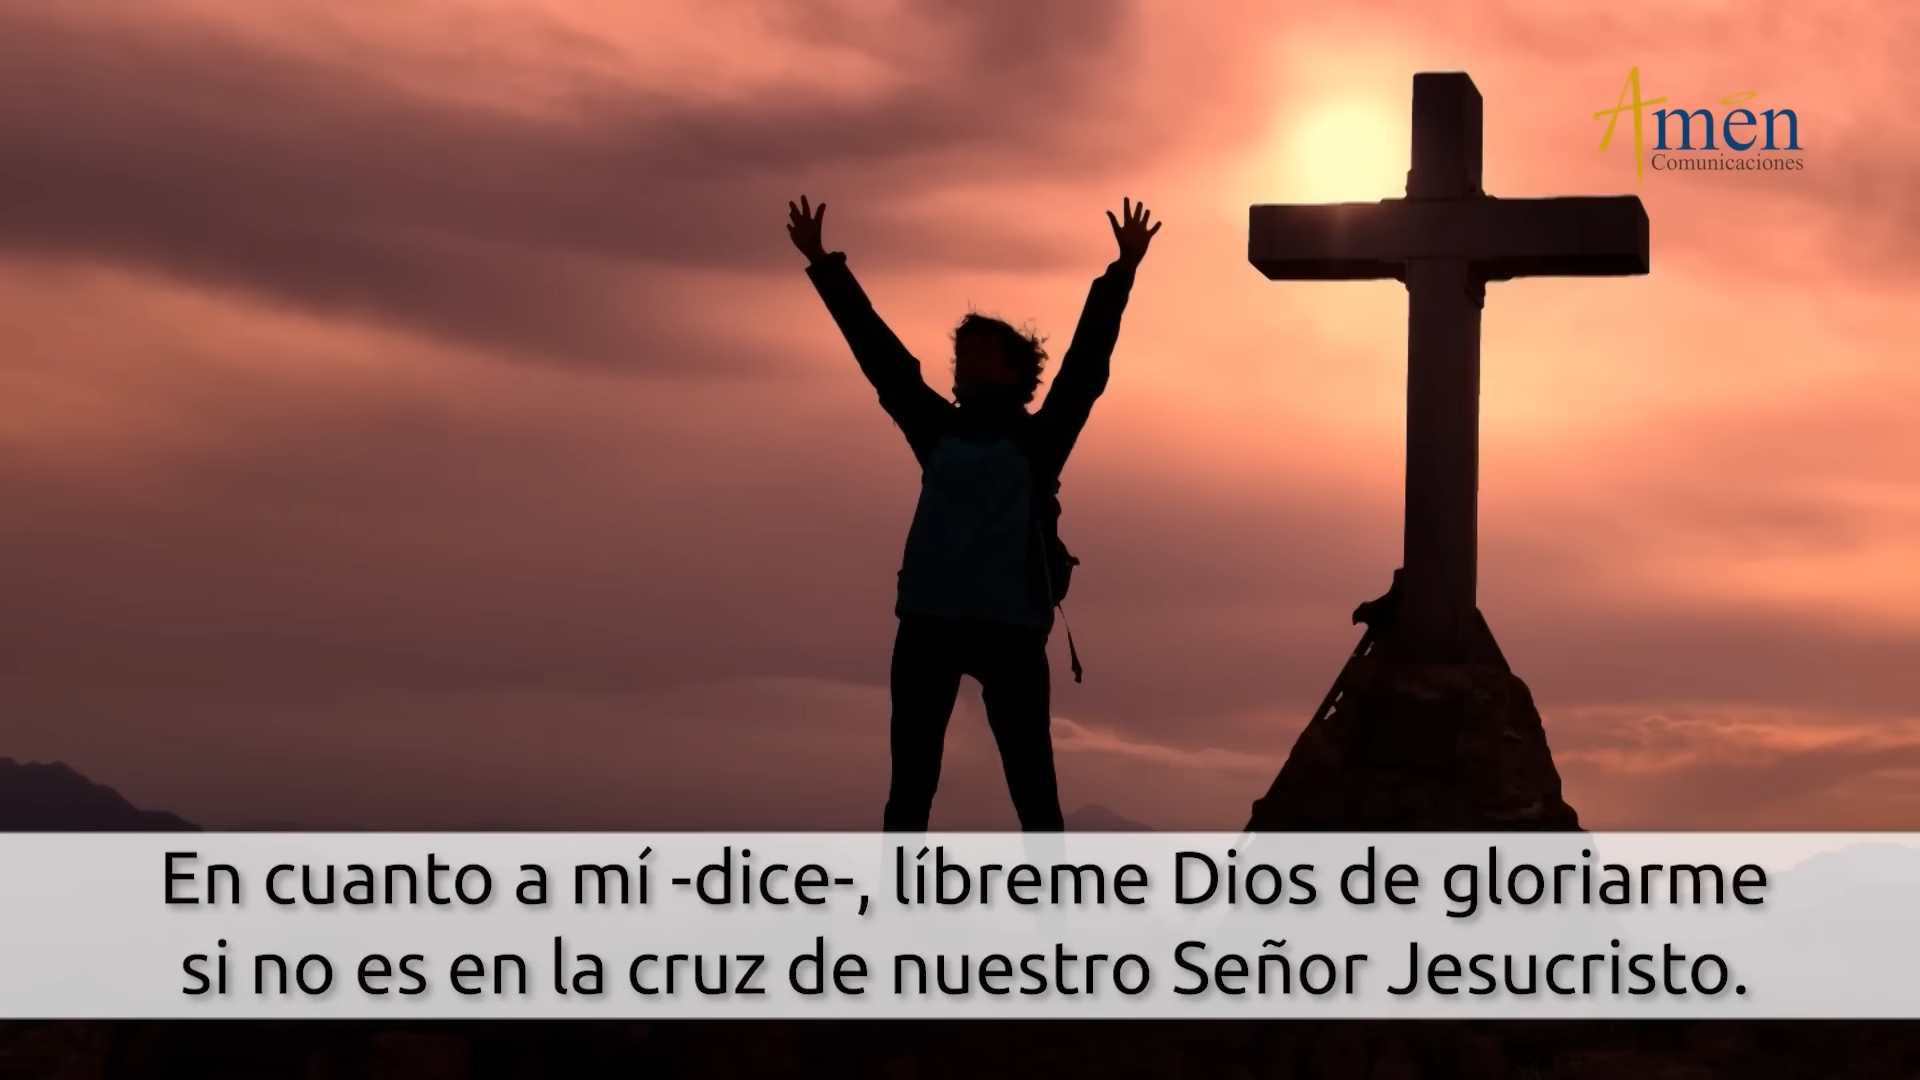 Amén
Comunicaciones
En cuanto a mí -dice-, líbreme Dios de gloriarme
si no es en la cruz de nuestro Señor Jesucristo.